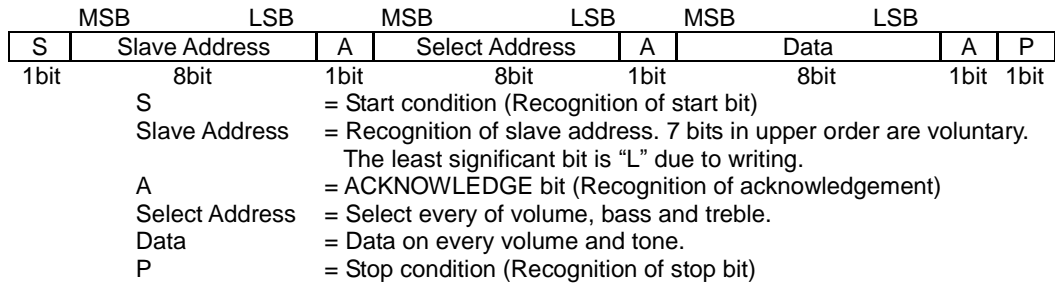 MSB LSB MSB LSB MSB LSB
S Slave Address A Select Address A Data A P
1bit 8bit 1bit 8bit 1bit 8bit 1bit 1bit
S = Start condition (Recognition of start bit)
Slave Address = Recognition of slave address. 7 bits in upper order are voluntary.
The least significant bit is “L” due to writing.
A = ACKNOWLEDGE bit (Recognition of acknowledgement)
Select Address = Select every of volume, bass and treble.
Data = Data on every volume and tone.
P = Stop condition (Recognition of stop bit)